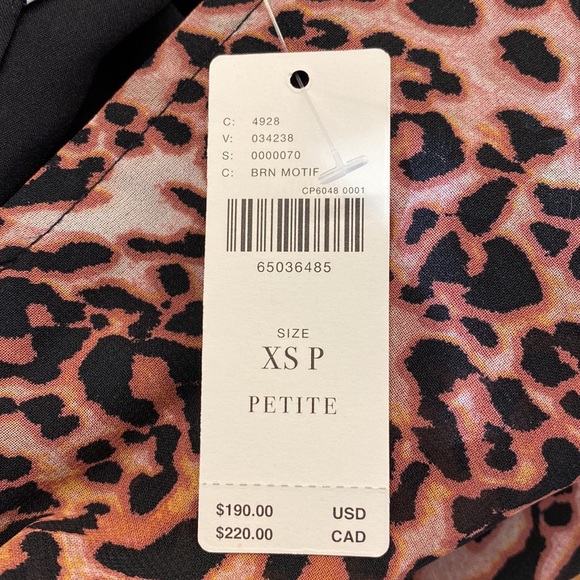 C: 4928
V: 034238
S: 0000070
C: BRN MOTIF
CP6048 0001
65036485
SIZE
XS P
PETITE
$190.00 USD
$220.00 CAD